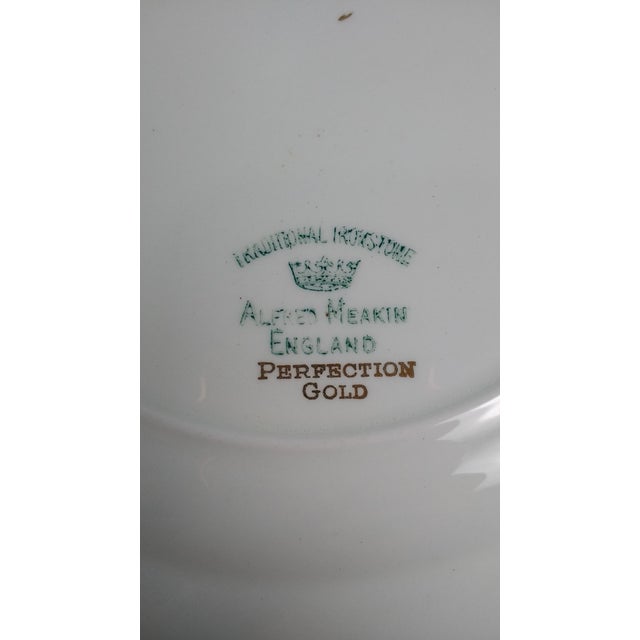 TRADITIONAL IRONSTONE
ALFRED MEAKIN
ENGLAND
PERFECTION
GOLD